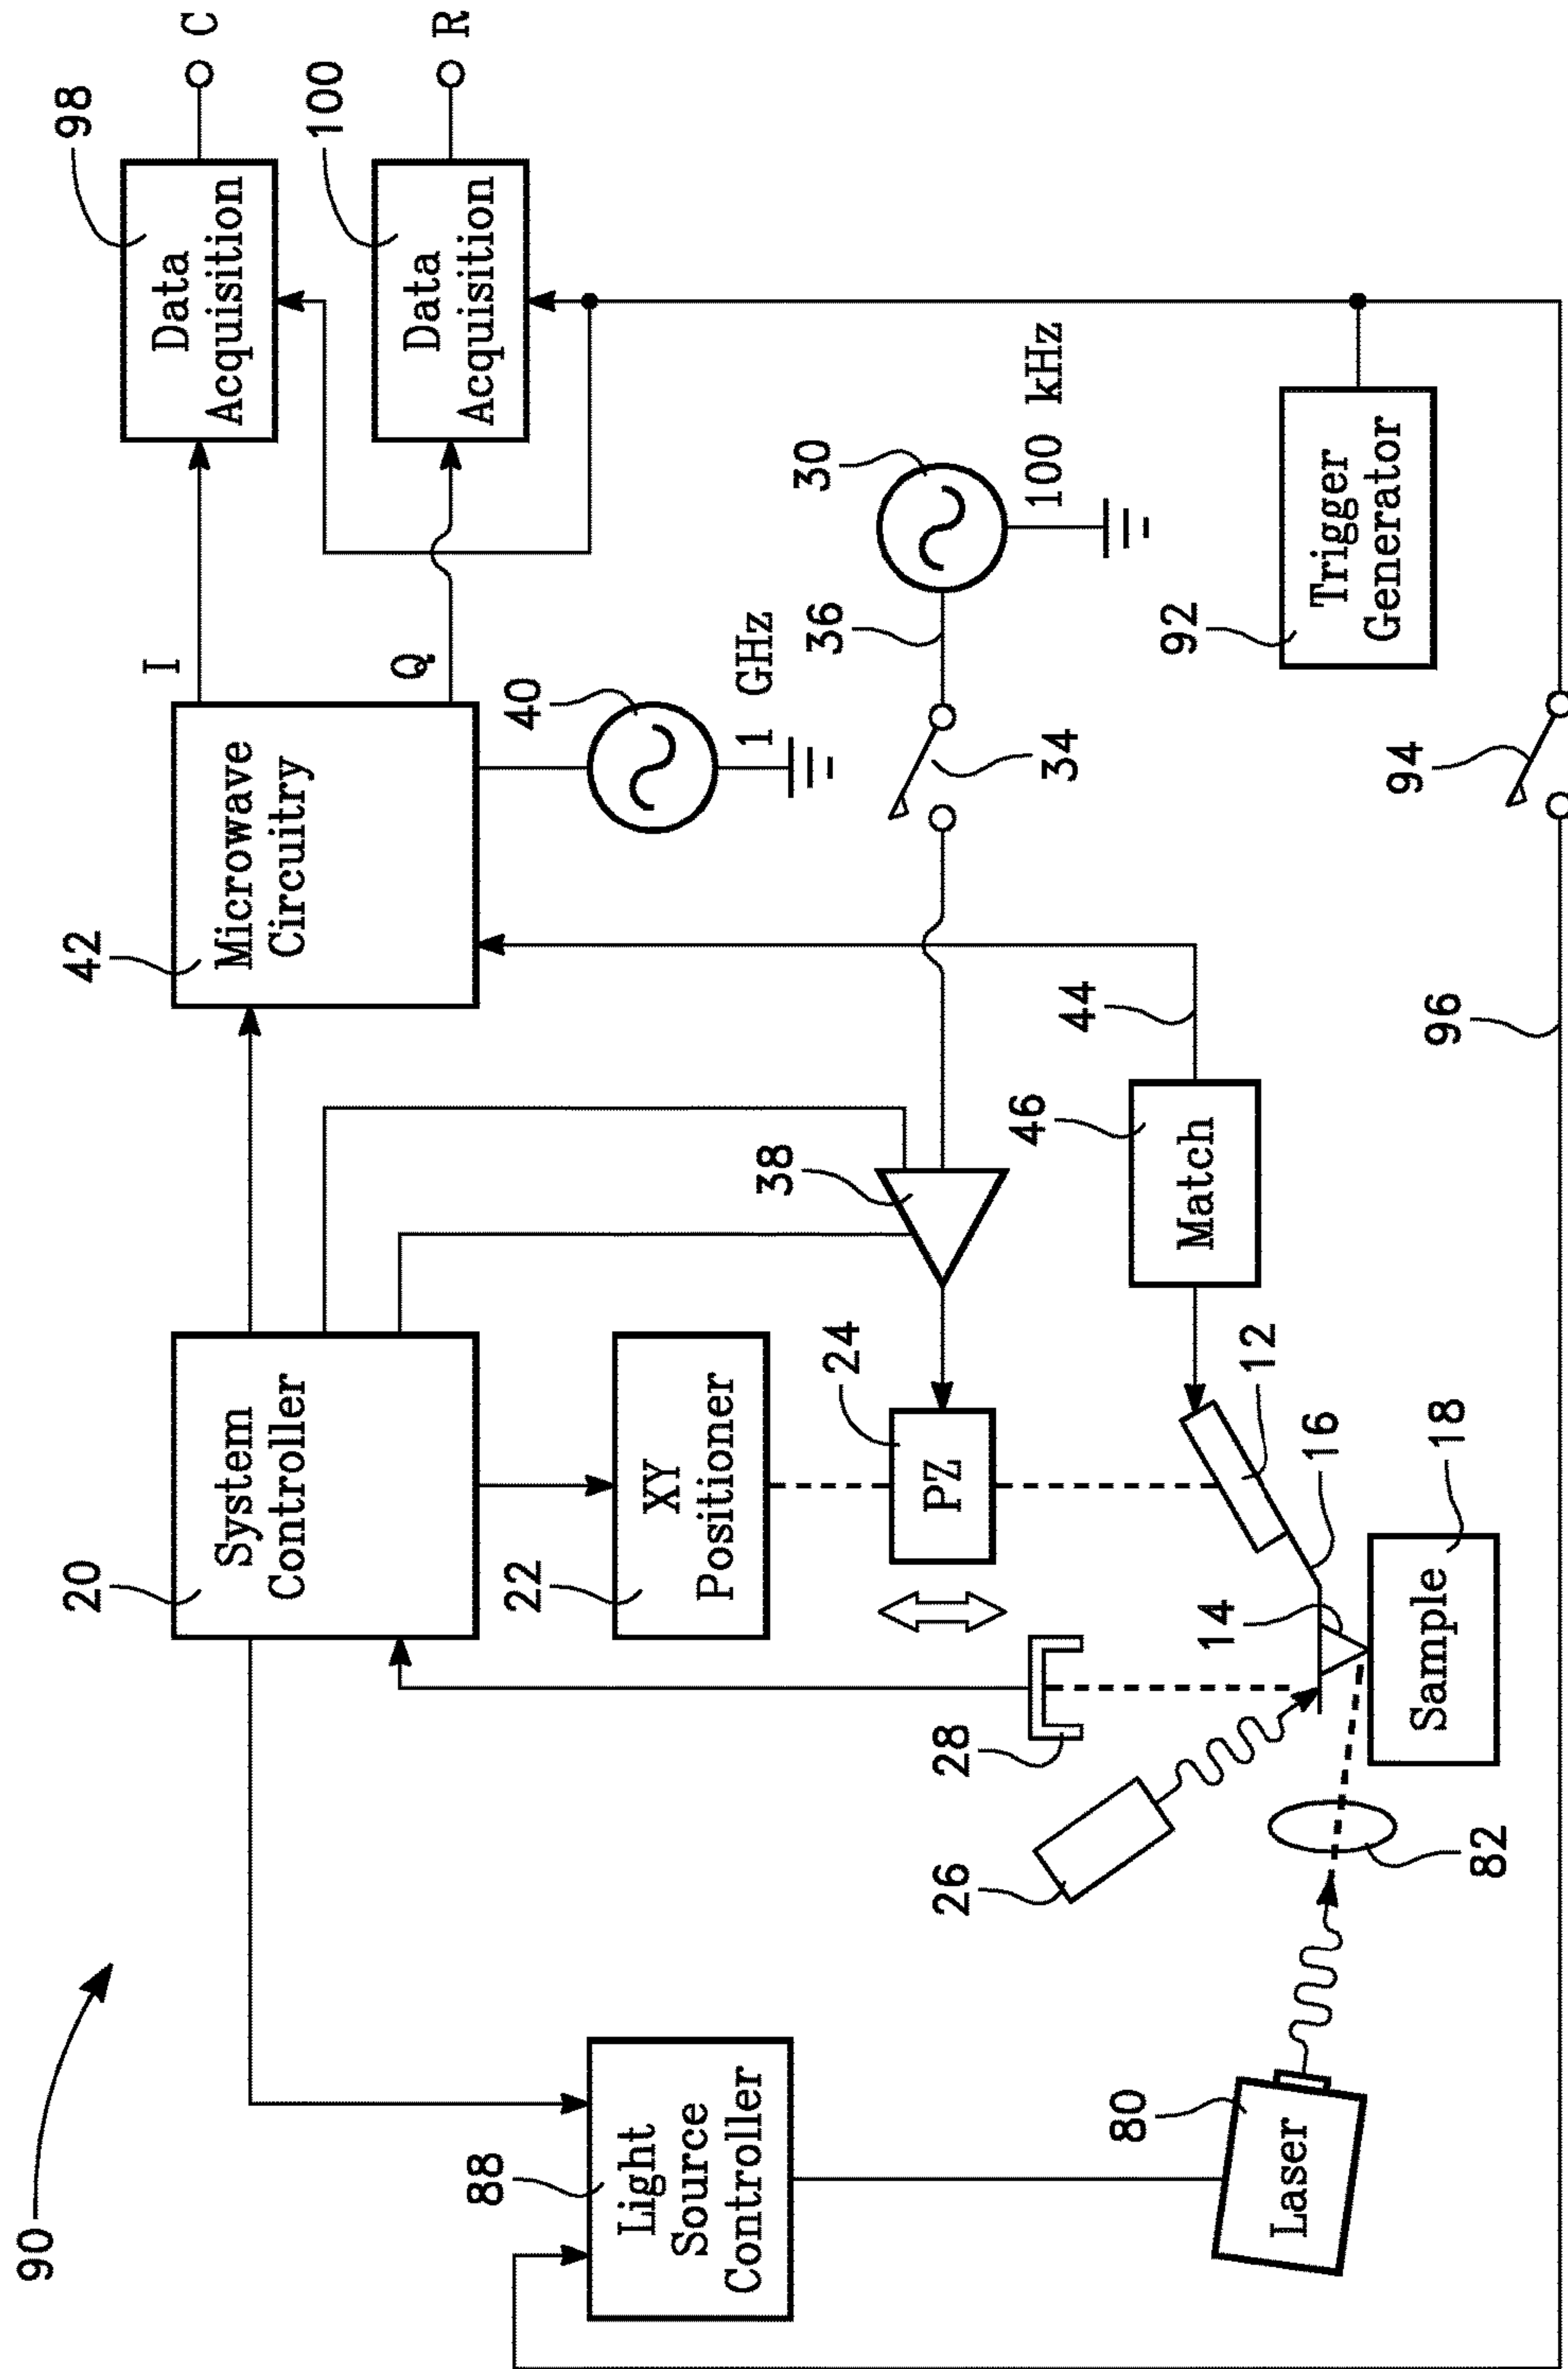 90
20
System
Controller
42
Microwave
Circuitry
I
Q
98
Data
Acquisition
C
100
Data
Acquisition
R
88
Light
Source
Controller
22
XY
Positioner
40
1 GHz
38
24
PZ
36
30
100 kHz
34
26
28
44
46
Match
12
16
14
18
Sample
80
Laser
82
92
Trigger
Generator
94
96